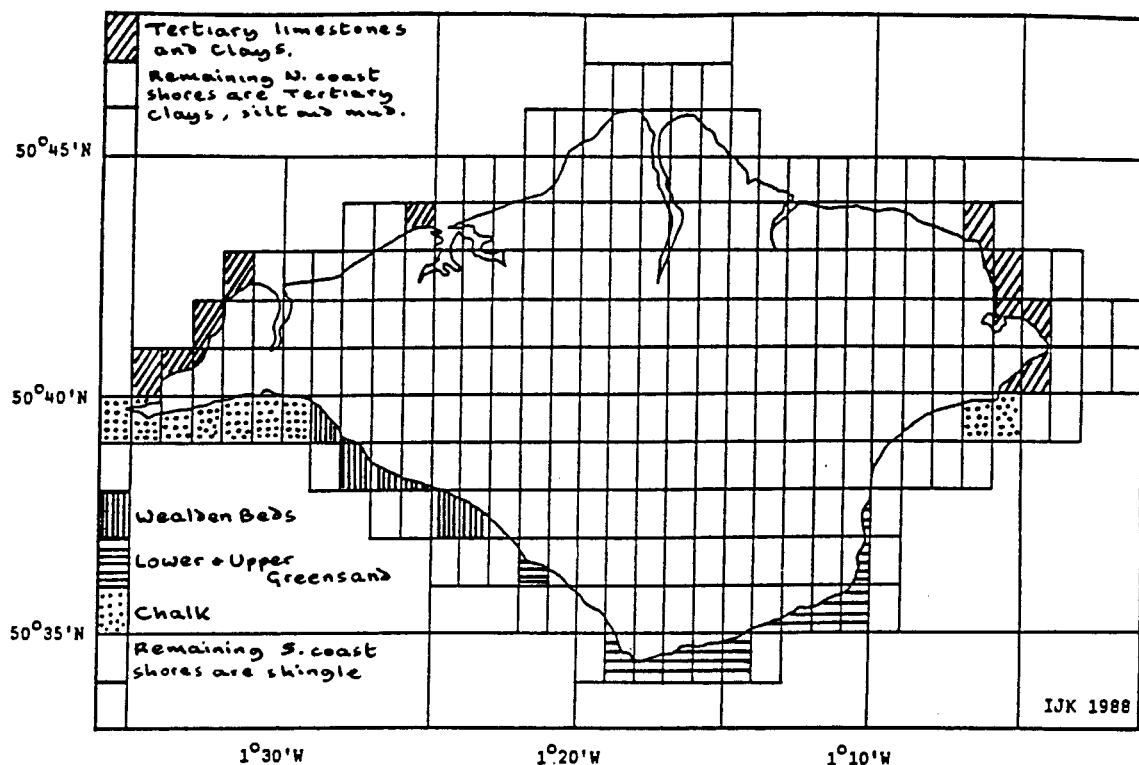 Tertiary limestones
and Clays.
Remaining N. coast
shores are Tertiary
Clays, silt and mud.
50°45'N
50°40'N
Wealden Beds
Lower & Upper
Greensand
Chalk
50°35'N
Remaining S. coast
shores are shingle
IJK 1988
1°30'W
1°20'W
1°10'W